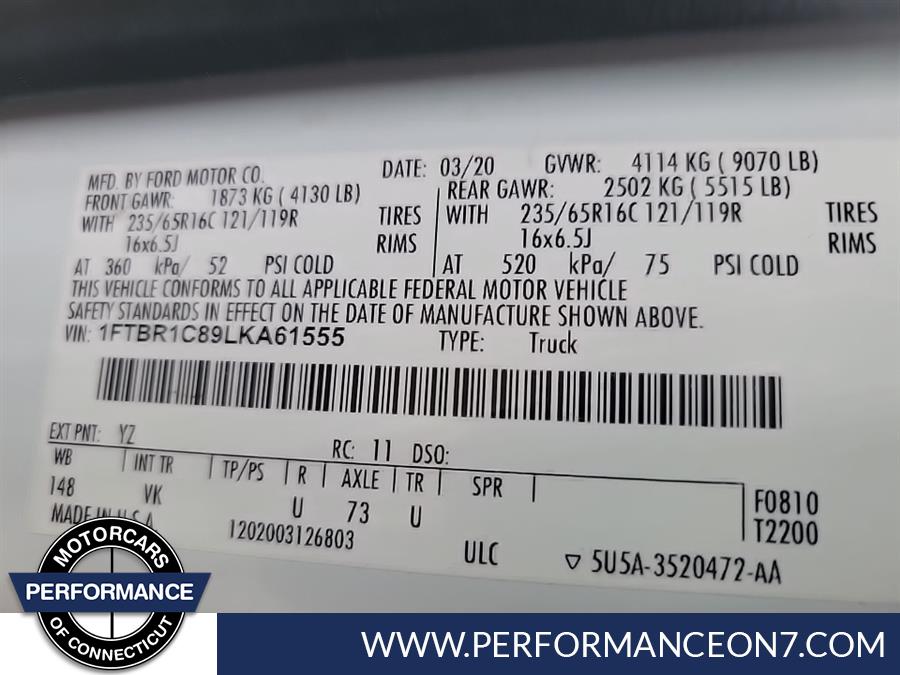 MFD. BY FORD MOTOR CO.
DATE: 03/20 GVWR: 4114 KG ( 9070 LB)
FRONT GAWR: 1873 KG ( 4130 LB)
REAR GAWR: 2502 KG ( 5515 LB)
WITH 235/65R16C 121/119R TIRES
WITH 235/65R16C 121/119R TIRES
16x6.5J RIMS
16x6.5J RIMS
AT 360 kPa/ 52 PSI COLD
AT 520 kPa/ 75 PSI COLD
THIS VEHICLE CONFORMS TO ALL APPLICABLE FEDERAL MOTOR VEHICLE
SAFETY STANDARDS IN EFFECT ON THE DATE OF MANUFACTURE SHOWN ABOVE.
VIN: 1FTBR1C89LKA61555 TYPE: Truck
EXT PNT: YZ RC: 11 DSO:
WB INT TR TP/PS R AXLE TR SPR
148 VK U 73 U
F0810
T2200
MADE IN U.S.A.
1202003126803
ULC 5U5A-3520472-AA
MOTORCARS
PERFORMANCE
OF CONNECTICUT
WWW.PERFORMANCEON7.COM